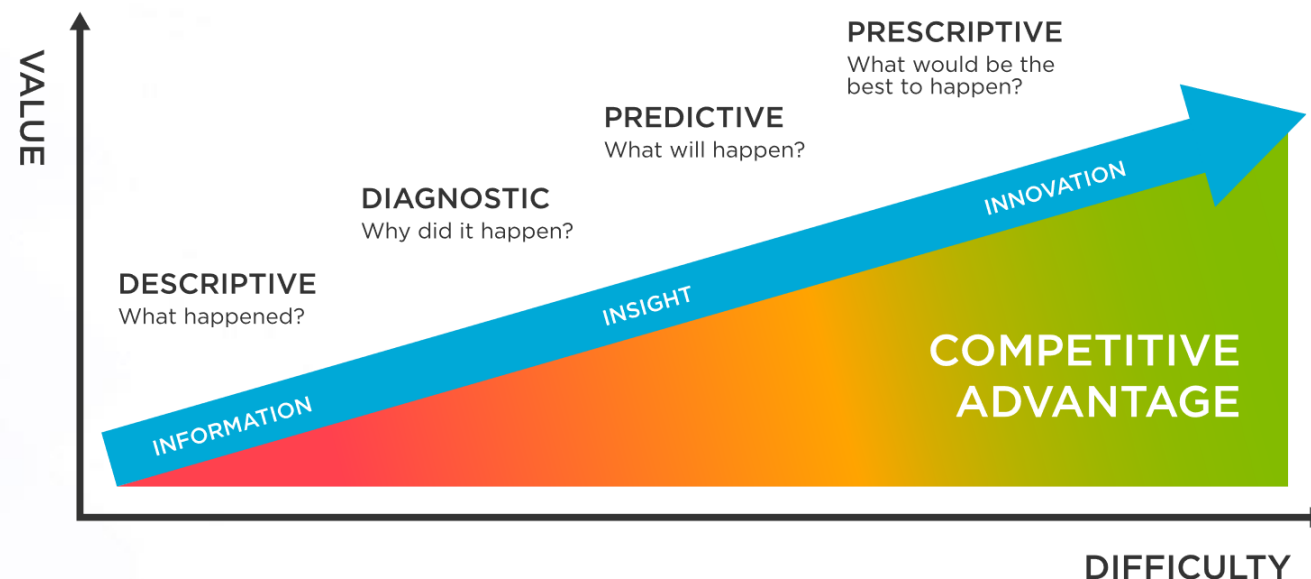 VALUE
PRESCRIPTIVE
What would be the
best to happen?
PREDICTIVE
What will happen?
DIAGNOSTIC
Why did it happen?
DESCRIPTIVE
What happened?
INFORMATION
INSIGHT
INNOVATION
COMPETITIVE
ADVANTAGE
DIFFICULTY